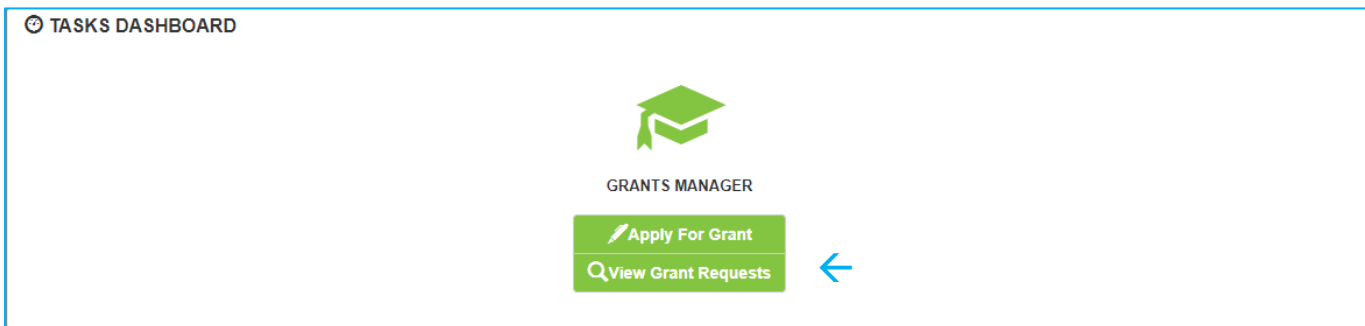 TASKS DASHBOARD
GRANTS MANAGER
Apply For Grant
View Grant Requests